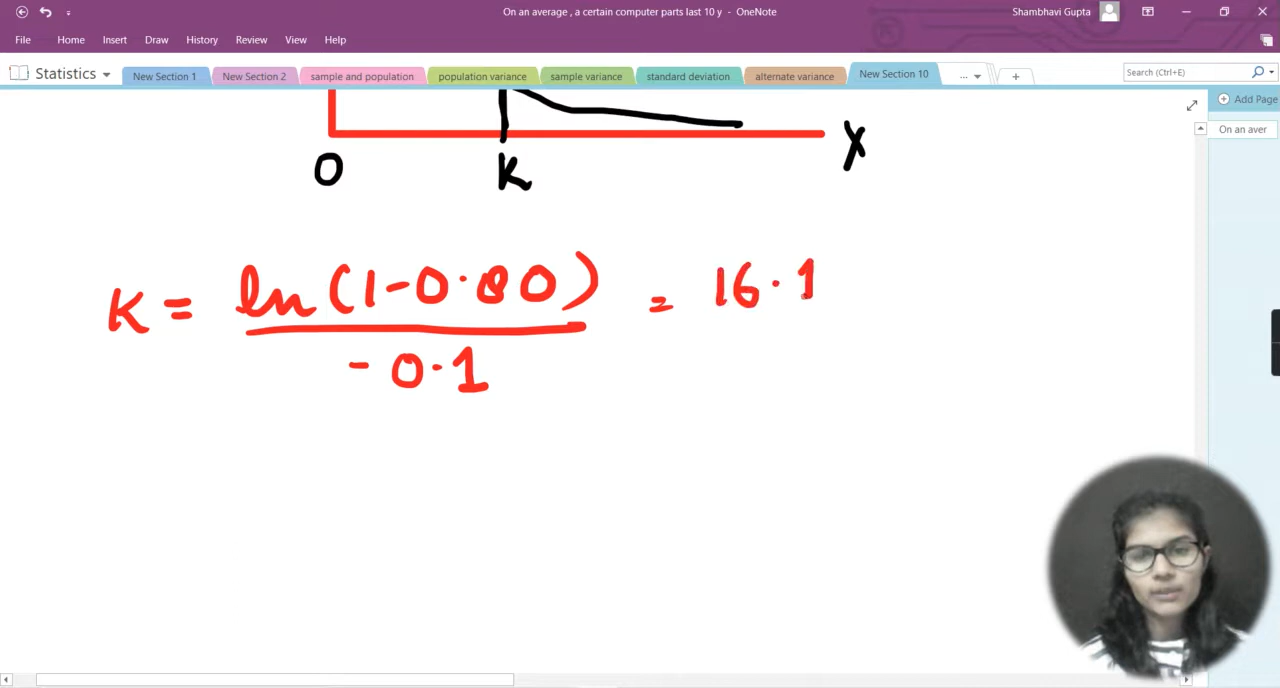 On an average , a certain computer parts last 10 y - OneNote
Shambhavi Gupta
File Home Insert Draw History Review View Help
Statistics
New Section 1
New Section 2
sample and population
population variance
sample variance
standard deviation
alternate variance
New Section 10
...
+
Search (Ctrl+E)
Add Page
On an aver
0 K X
K = ln(1-0.80) = 16.1
-0.1